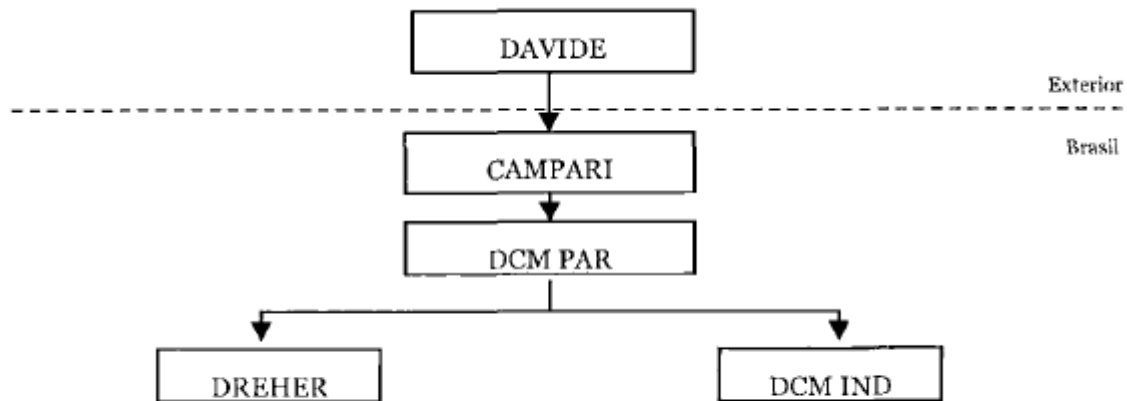 DAVIDE
Exterior
Brasil
CAMPARI
DCM PAR
DREHER
DCM IND